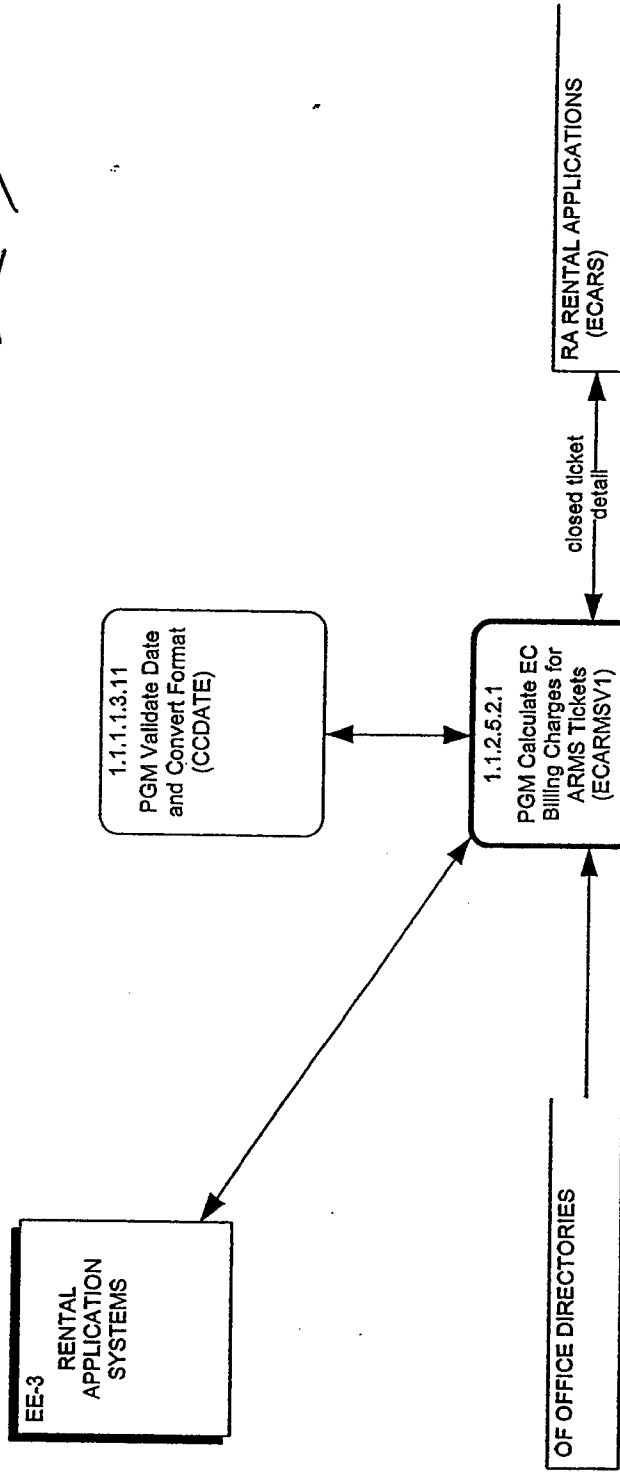 EE-3
RENTAL
APPLICATION
SYSTEMS
1.1.1.1.3.11
PGM Validate Date
and Convert Format
(CCDATE)
OF OFFICE DIRECTORIES
1.1.2.5.2.1
PGM Calculate EC
Billing Charges for
ARMS Tickets
(ECARMSV1)
closed ticket
detail
RA RENTAL APPLICATIONS
(ECARS)